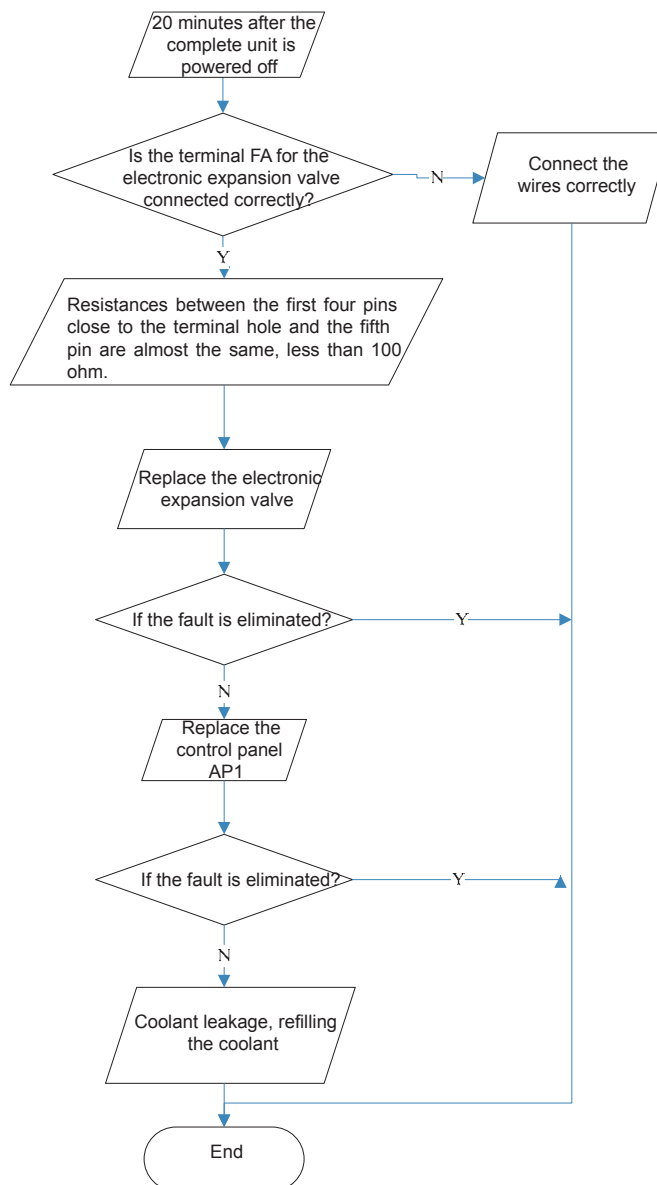 20 minutes after the
complete unit is
powered off
Is the terminal FA for the
electronic expansion valve
connected correctly?
N
Connect the
wires correctly
Y
Resistances between the first four pins
close to the terminal hole and the fifth
pin are almost the same, less than 100
ohm.
Replace the electronic
expansion valve
If the fault is eliminated?
Y
N
Replace the
control panel
AP1
If the fault is eliminated?
Y
N
Coolant leakage, refilling
the coolant
End